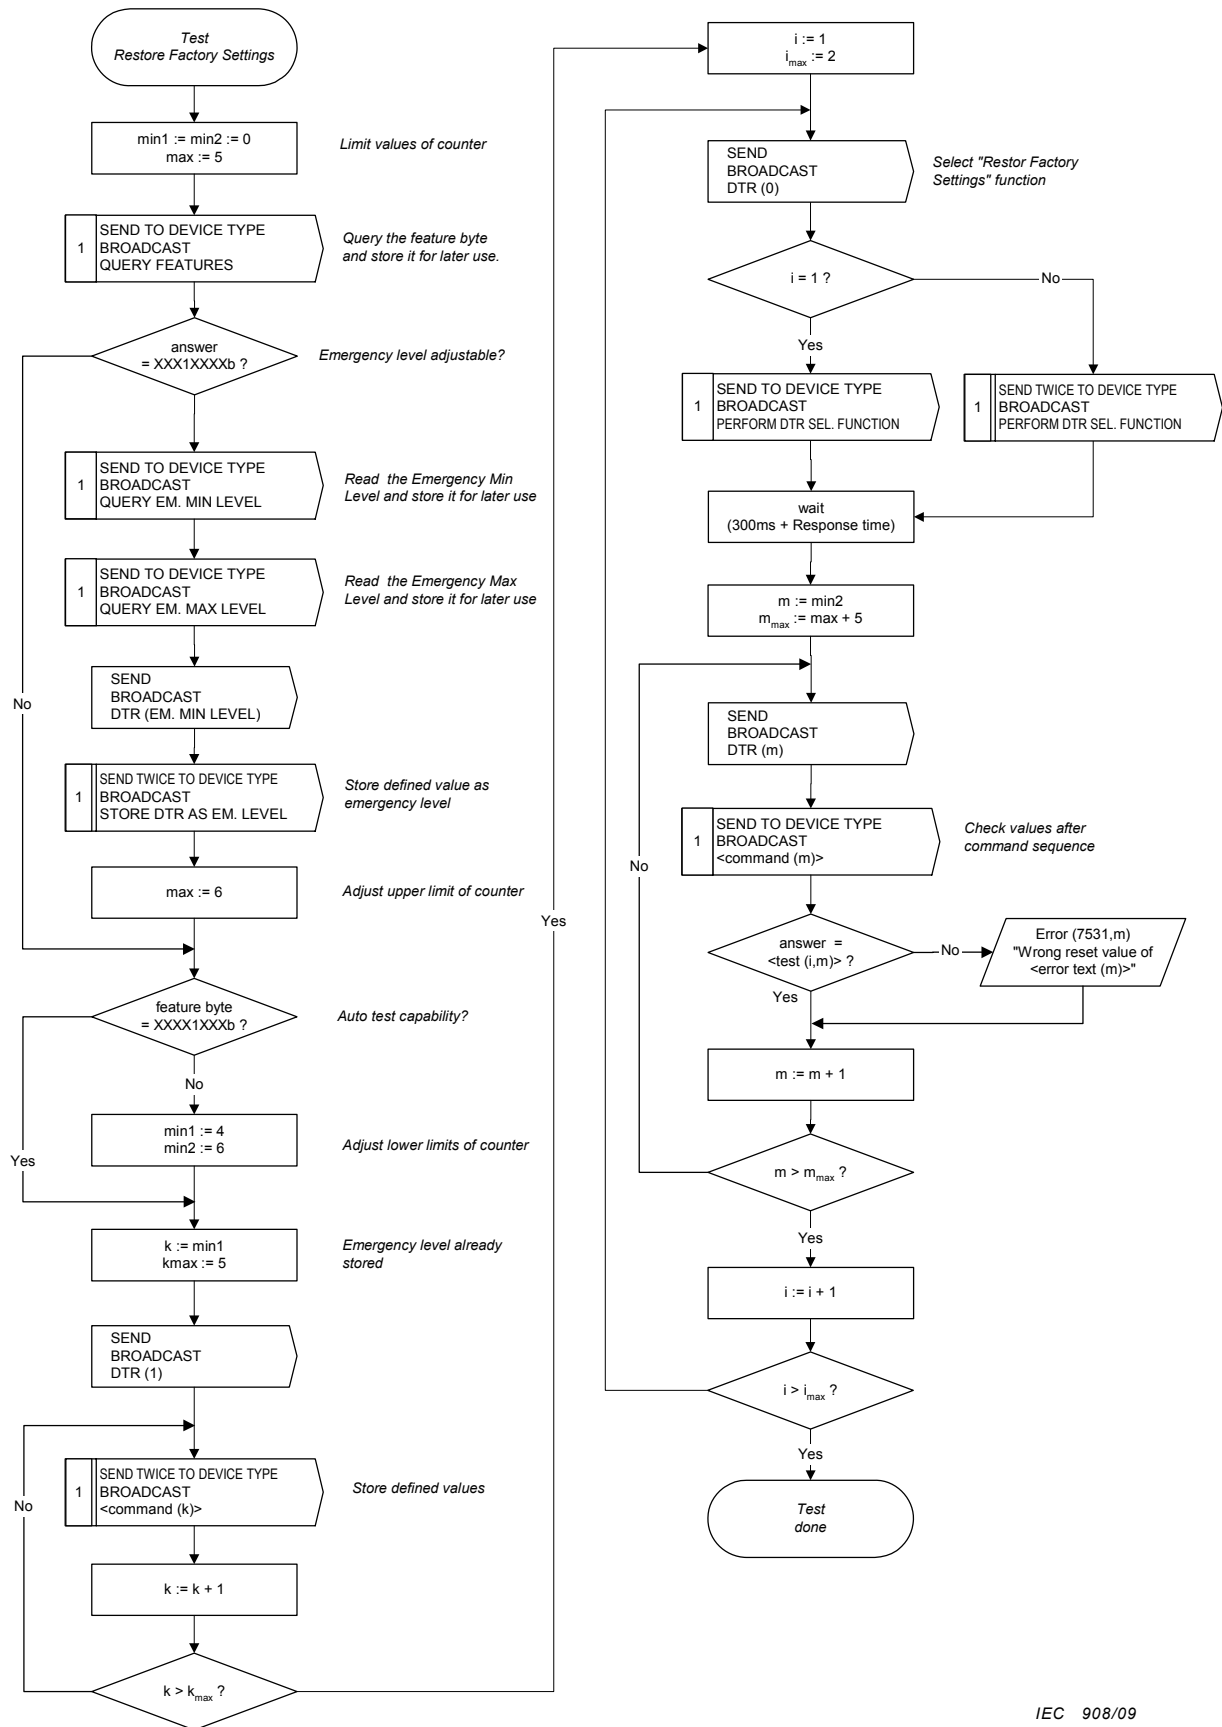 Test
Restore Factory Settings
min1 := min2 := 0
max := 5
Limit values of counter
1
SEND TO DEVICE TYPE
BROADCAST
QUERY FEATURES
Query the feature byte
and store it for later use.
answer
= XXX1XXXXb ?
Emergency level adjustable?
1
SEND TO DEVICE TYPE
BROADCAST
QUERY EM. MIN LEVEL
Read the Emergency Min
Level and store it for later use
1
SEND TO DEVICE TYPE
BROADCAST
QUERY EM. MAX LEVEL
Read the Emergency Max
Level and store it for later use
No
SEND
BROADCAST
DTR (EM. MIN LEVEL)
1
SEND TWICE TO DEVICE TYPE
BROADCAST
STORE DTR AS EM. LEVEL
Store defined value as
emergency level
max := 6
Adjust upper limit of counter
feature byte
= XXXX1XXXb ?
Auto test capability?
No
min1 := 4
min2 := 6
Adjust lower limits of counter
Yes
k := min1
kmax := 5
Emergency level already
stored
SEND
BROADCAST
DTR (1)
1
SEND TWICE TO DEVICE TYPE
BROADCAST
<command (k)>
Store defined values
No
k := k + 1
k > kmax ?
Yes
i := 1
imax := 2
SEND
BROADCAST
DTR (0)
Select "Restor Factory
Settings" function
i = 1 ?
No
Yes
1
SEND TO DEVICE TYPE
BROADCAST
PERFORM DTR SEL. FUNCTION
1
SEND TWICE TO DEVICE TYPE
BROADCAST
PERFORM DTR SEL. FUNCTION
wait
(300ms + Response time)
m := min2
mmax := max + 5
SEND
BROADCAST
DTR (m)
1
SEND TO DEVICE TYPE
BROADCAST
<command (m)>
Check values after
command sequence
No
answer =
<test (i,m)> ?
No
Error (7531,m)
"Wrong reset value of
<error text (m)>"
Yes
m := m + 1
m > mmax ?
Yes
i := i + 1
i > imax ?
Yes
Test
done
IEC 908/09